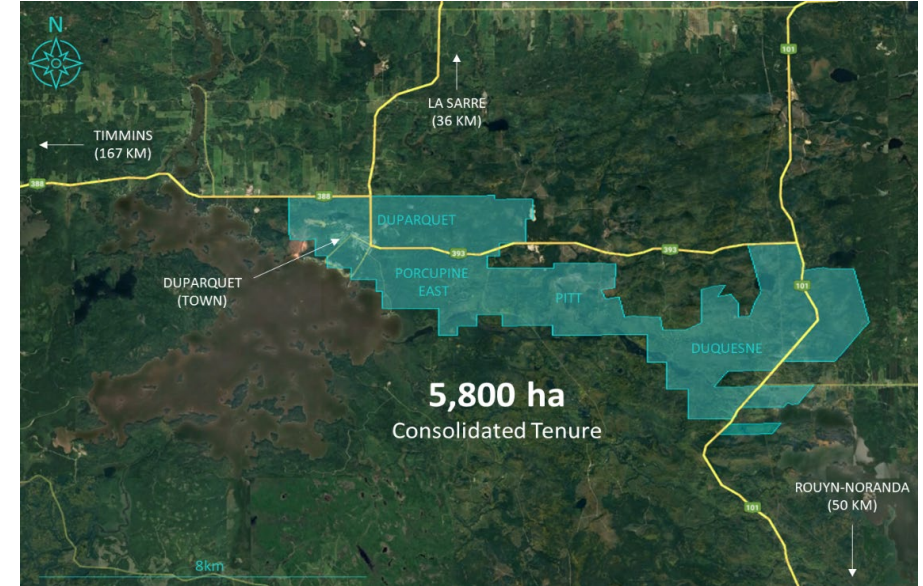 N
101
LA SARRE
(36 KM)
TIMMINS
(167 KM)
388
388
DUPARQUET
393
393
PORCUPINE
EAST
DUPARQUET
(TOWN)
PITT
101
DUQUESNE
5,800 ha
Consolidated Tenure
ROUYN-NORANDA
(50 KM)
101
8km